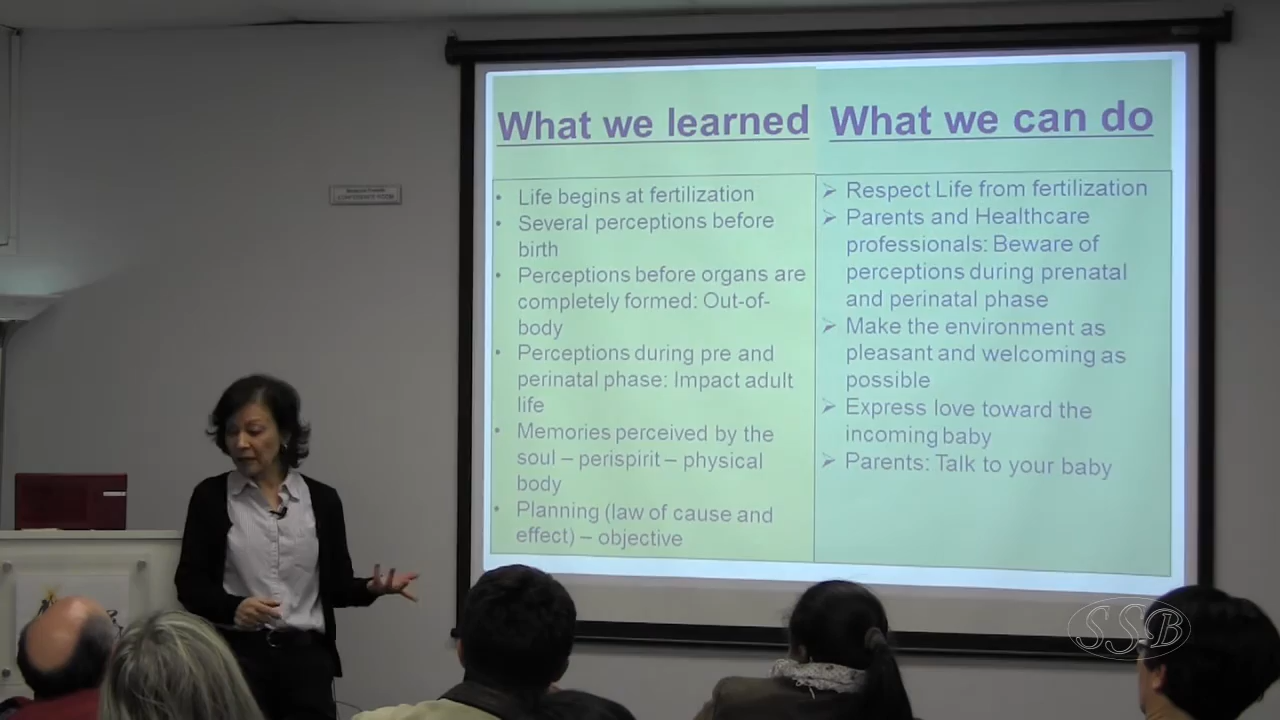 What we learned
Life begins at fertilization
Several perceptions before
birth
Perceptions before organs are
completely formed: Out-of-
body
Perceptions during pre and
perinatal phase: Impact adult
life
Memories perceived by the
soul – perispirit – physical
body
Planning (law of cause and
effect) – objective
What we can do
Respect Life from fertilization
Parents and Healthcare
professionals: Beware of
perceptions during prenatal
and perinatal phase
Make the environment as
pleasant and welcoming as
possible
Express love toward the
incoming baby
Parents: Talk to your baby
SSB